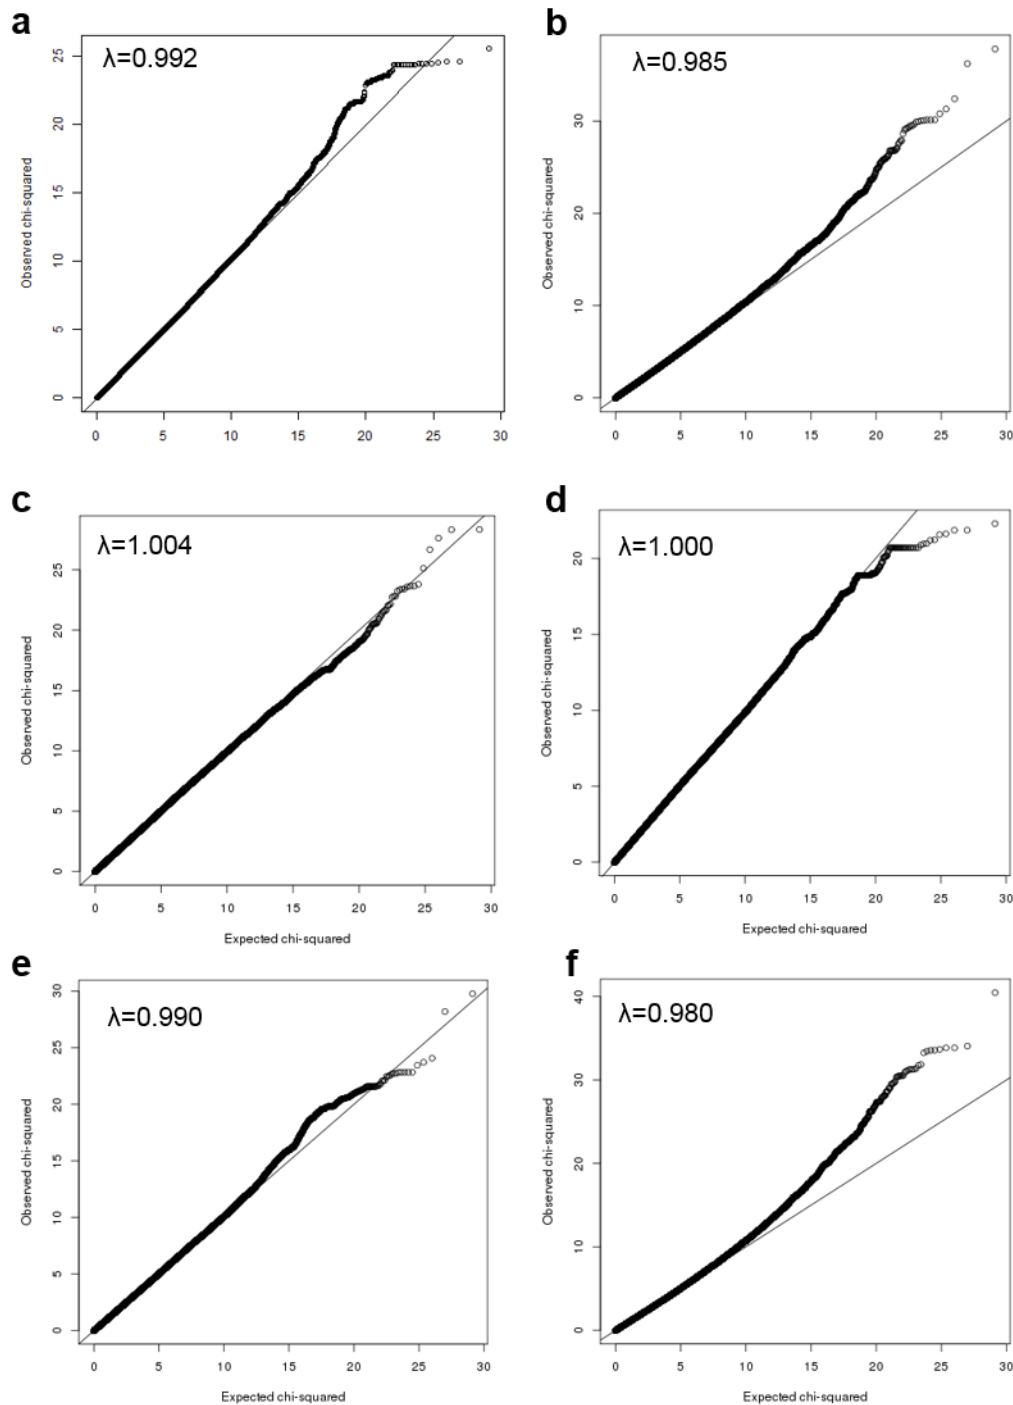 a
λ=0.992
Observed chi-squared
25
20
15
10
5
0
0 5 10 15 20 25 30
b
λ=0.985
Observed chi-squared
30
20
10
0
0 5 10 15 20 25 30
c
λ=1.004
Observed chi-squared
25
20
15
10
5
0
0 5 10 15 20 25 30
Expected chi-squared
d
λ=1.000
Observed chi-squared
20
15
10
5
0
0 5 10 15 20 25 30
Expected chi-squared
e
λ=0.990
Observed chi-squared
30
25
20
15
10
5
0
0 5 10 15 20 25 30
Expected chi-squared
f
λ=0.980
Observed chi-squared
40
30
20
10
0
0 5 10 15 20 25 30
Expected chi-squared